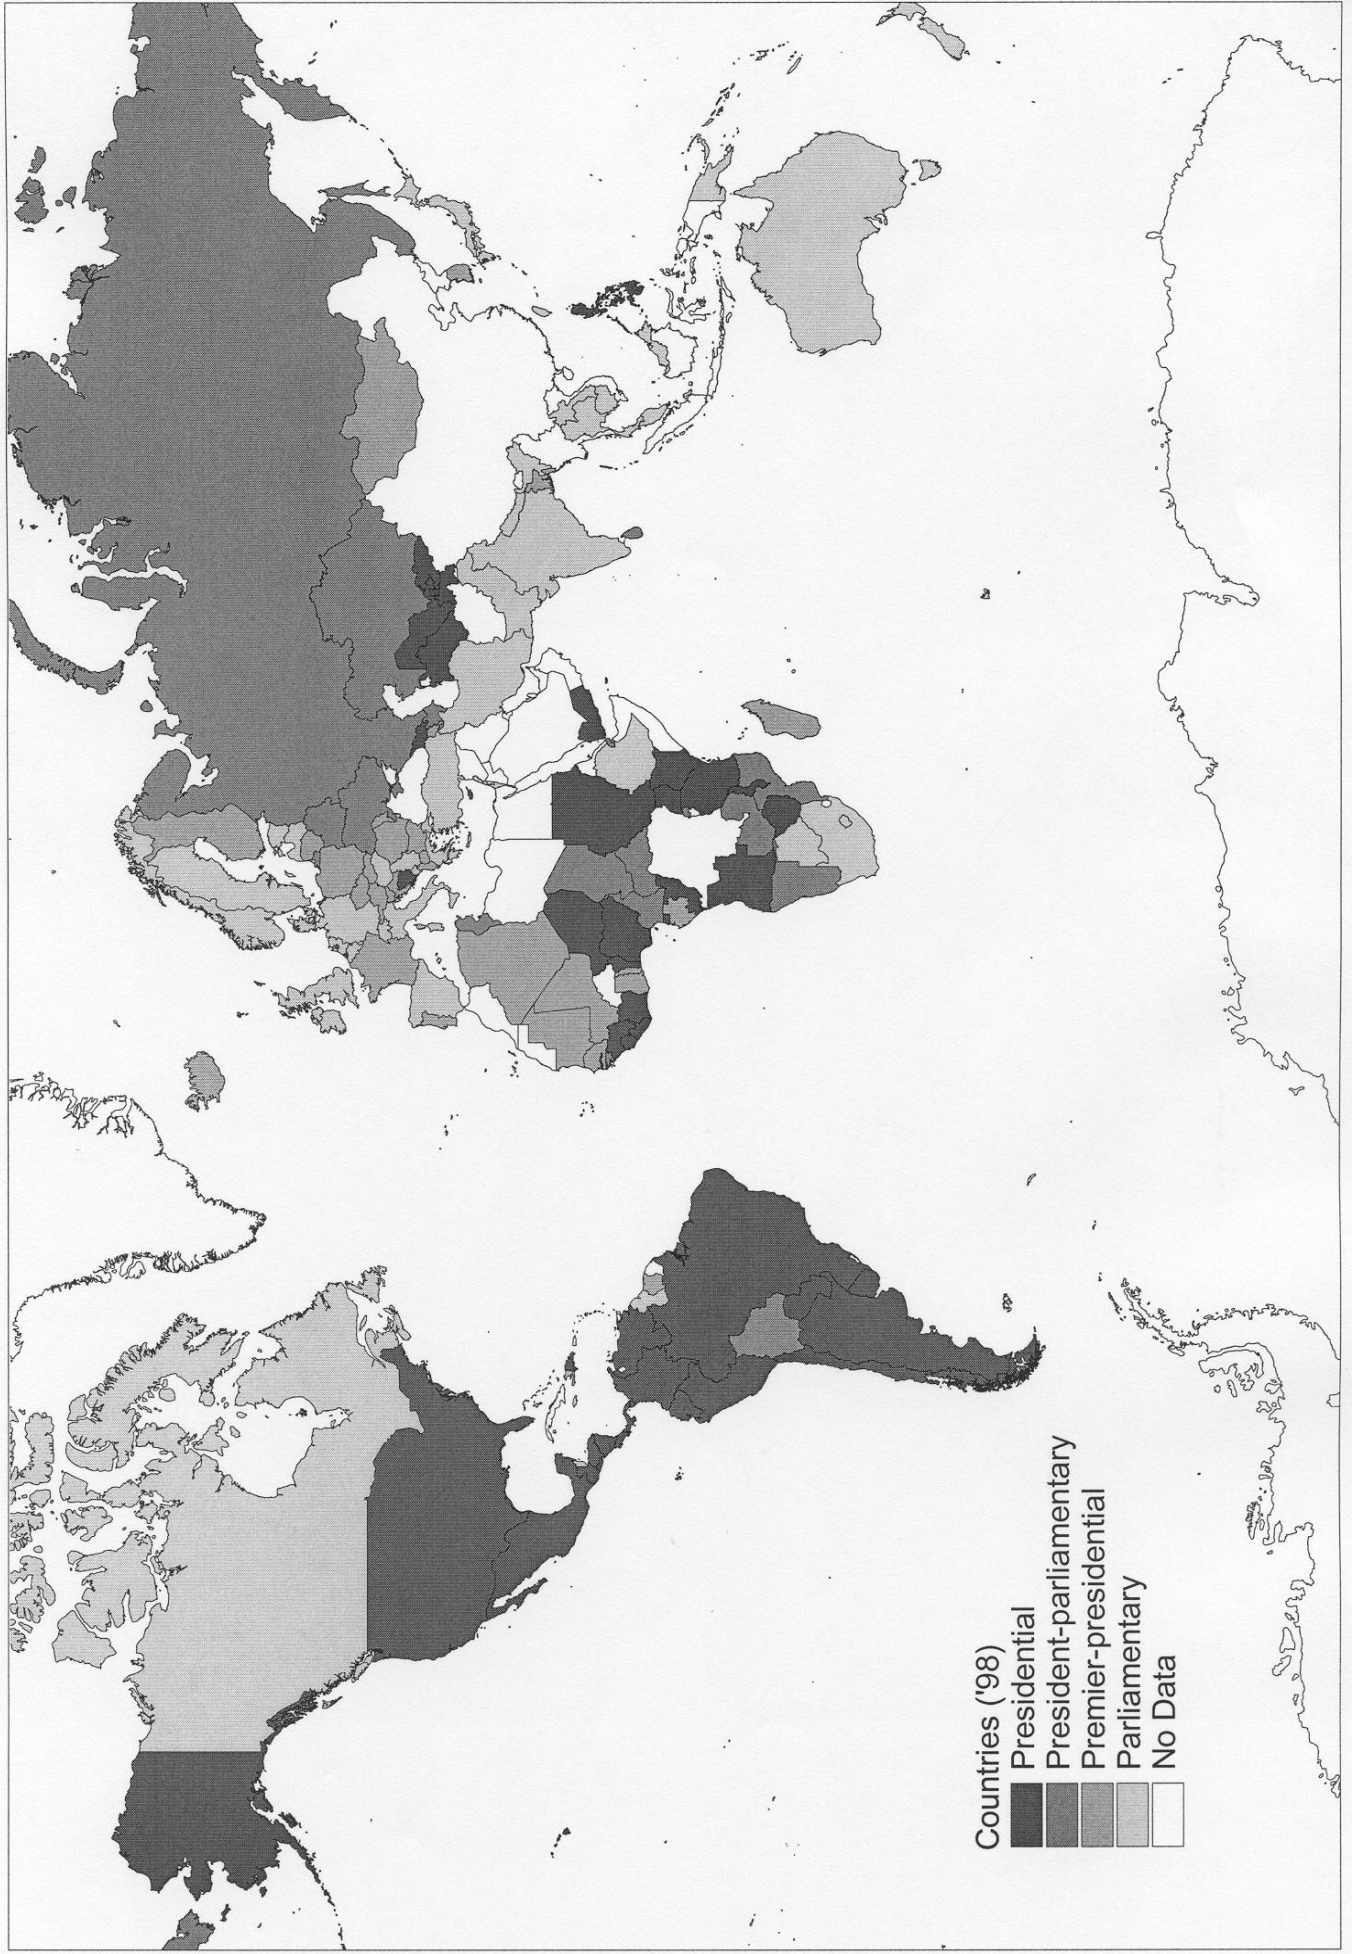 Countries ('98)
Presidential
President-parliamentary
Premier-presidential
Parliamentary
No Data